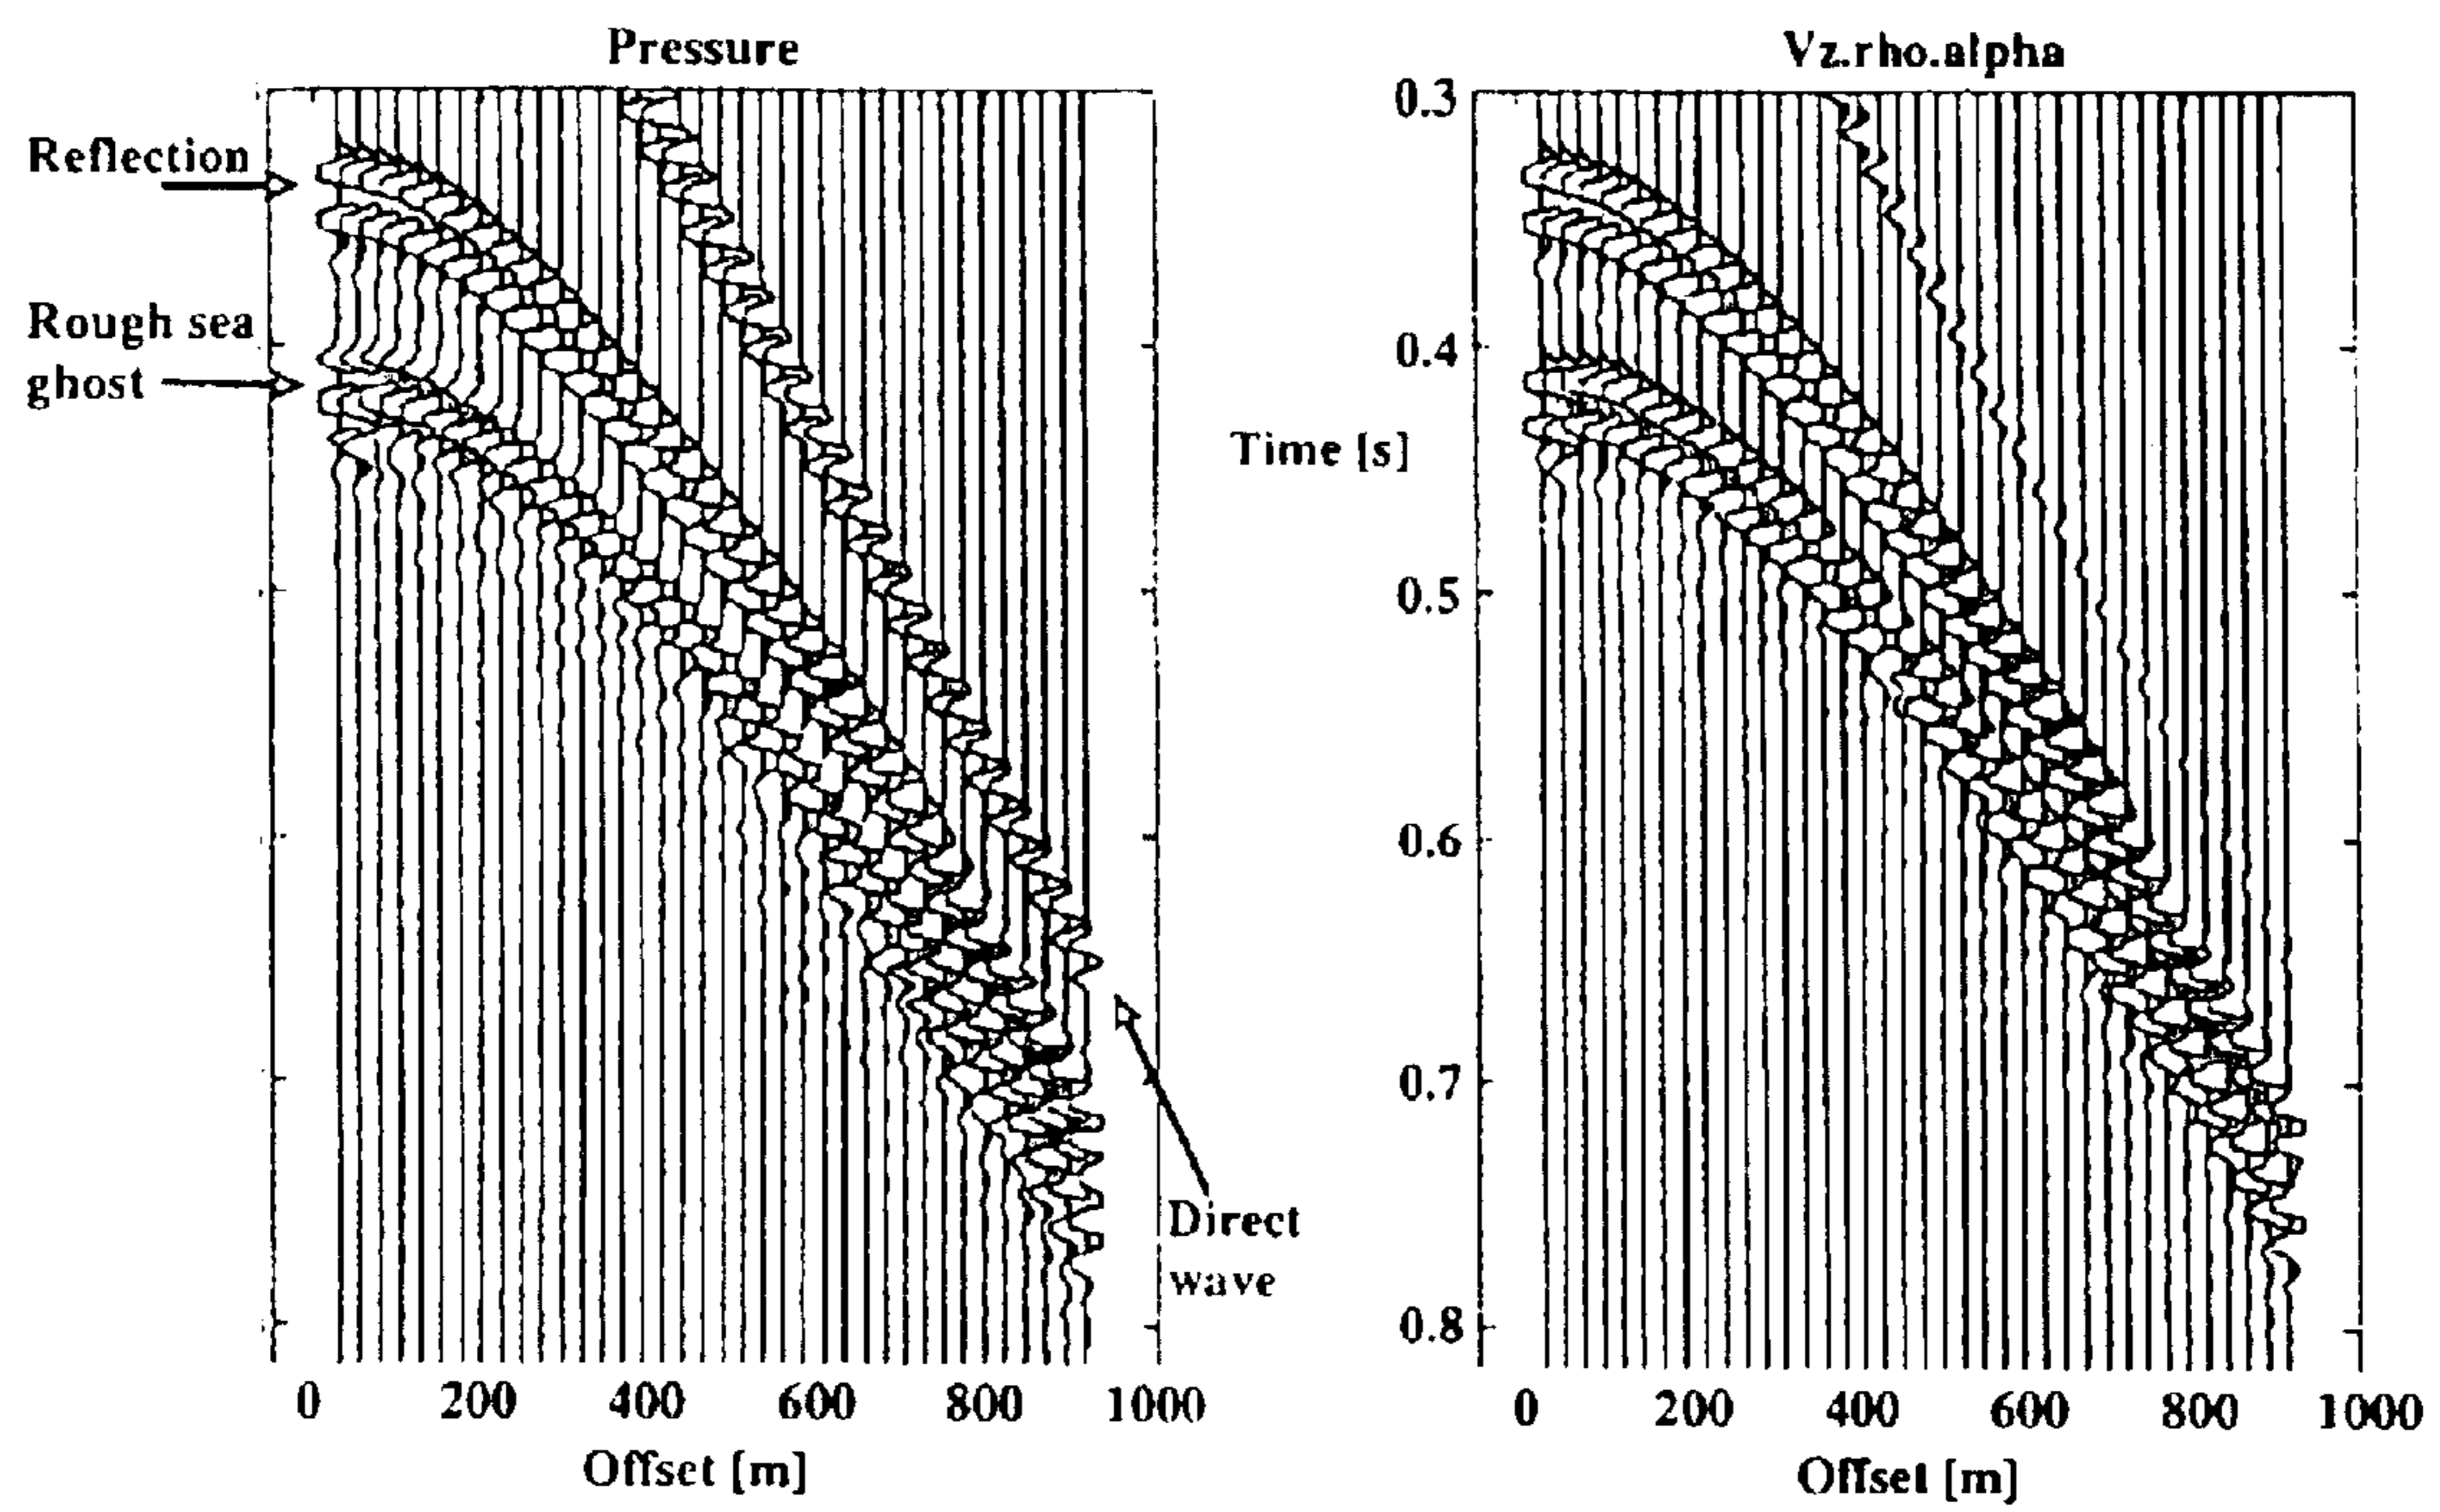 Pressure
Reflection
Rough sea
ghost
Direct
wave
0 200 400 600 800 1000
Offset [m]
Vz.rho.alpha
0.3
0.4
Time [s]
0.5
0.6
0.7
0.8
0 200 400 600 800 1000
Offset [m]